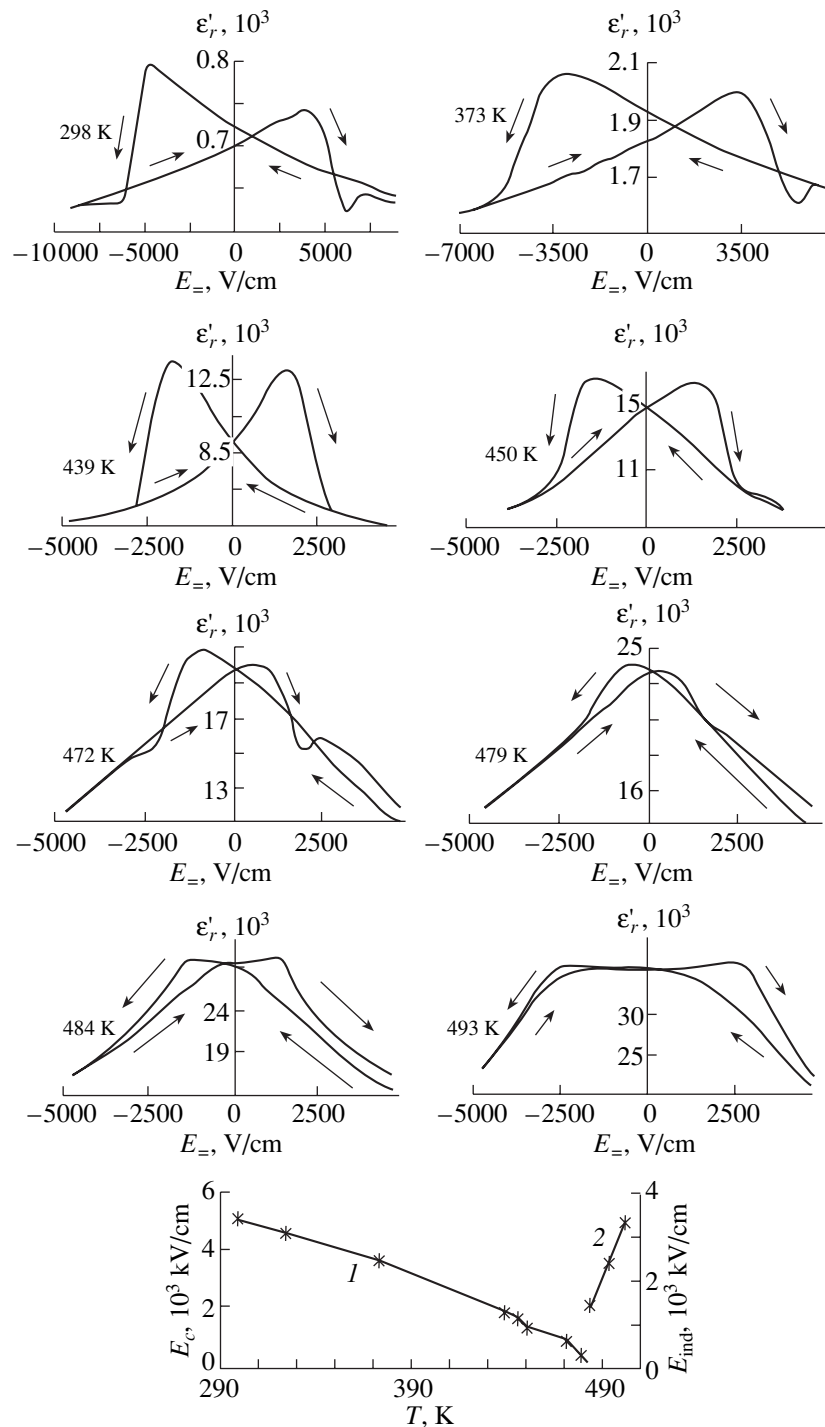 ε'r, 10³
0.8
298 K
0.7
−10000 −5000 0 5000
E=, V/cm
ε'r, 10³
2.1
373 K
1.9
1.7
−7000 −3500 0 3500
E=, V/cm
ε'r, 10³
12.5
8.5
439 K
−5000 −2500 0 2500
E=, V/cm
ε'r, 10³
15
450 K
11
−5000 −2500 0 2500
E=, V/cm
ε'r, 10³
17
472 K
13
−5000 −2500 0 2500
E=, V/cm
ε'r, 10³
25
479 K
16
−5000 −2500 0 2500
E=, V/cm
ε'r, 10³
24
484 K
19
−5000 −2500 0 2500
E=, V/cm
ε'r, 10³
30
493 K
25
−5000 −2500 0 2500
E=, V/cm
Ec, 10³ kV/cm
6
4
2
0
1
2
4
2
0
Eind, 10³ kV/cm
290 390 490
T, K